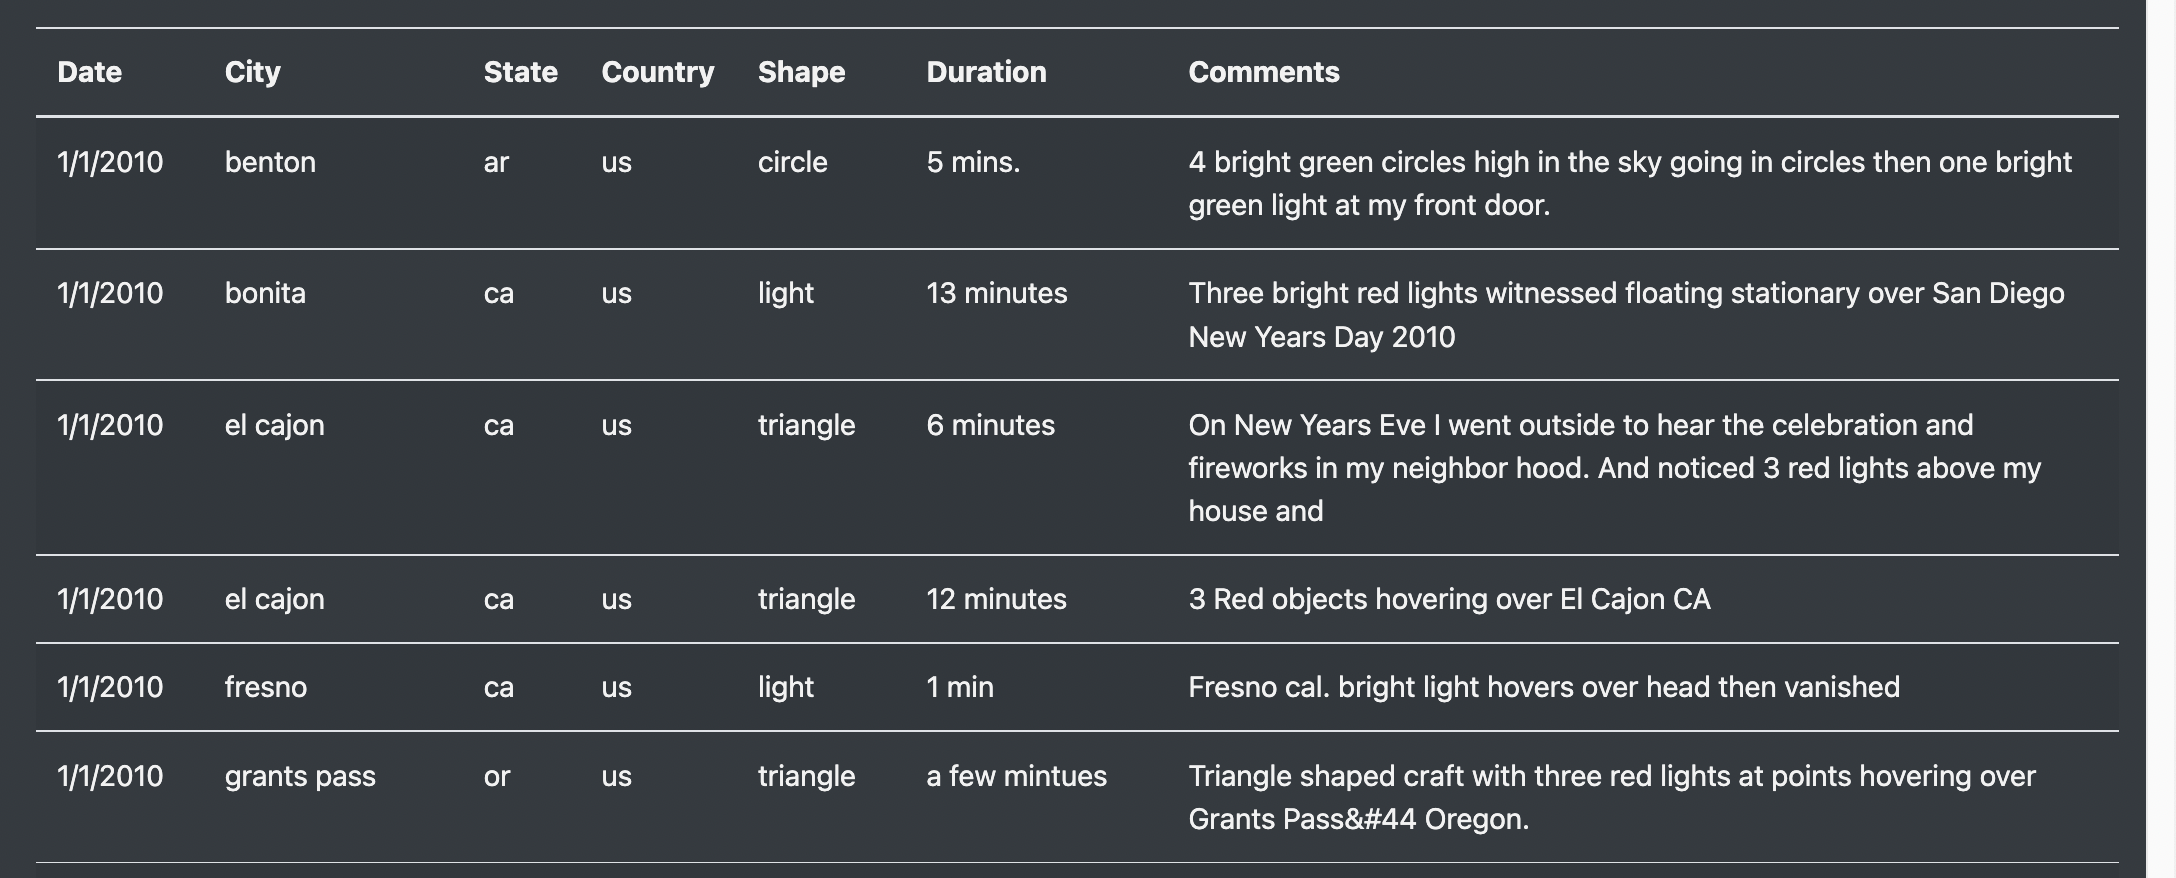 Date City State Country Shape Duration Comments
1/1/2010 benton ar us circle 5 mins. 4 bright green circles high in the sky going in circles then one bright
green light at my front door.
1/1/2010 bonita ca us light 13 minutes Three bright red lights witnessed floating stationary over San Diego
New Years Day 2010
1/1/2010 el cajon ca us triangle 6 minutes On New Years Eve I went outside to hear the celebration and
fireworks in my neighbor hood. And noticed 3 red lights above my
house and
1/1/2010 el cajon ca us triangle 12 minutes 3 Red objects hovering over El Cajon CA
1/1/2010 fresno ca us light 1 min Fresno cal. bright light hovers over head then vanished
1/1/2010 grants pass or us triangle a few mintues Triangle shaped craft with three red lights at points hovering over
Grants Pass&#44 Oregon.